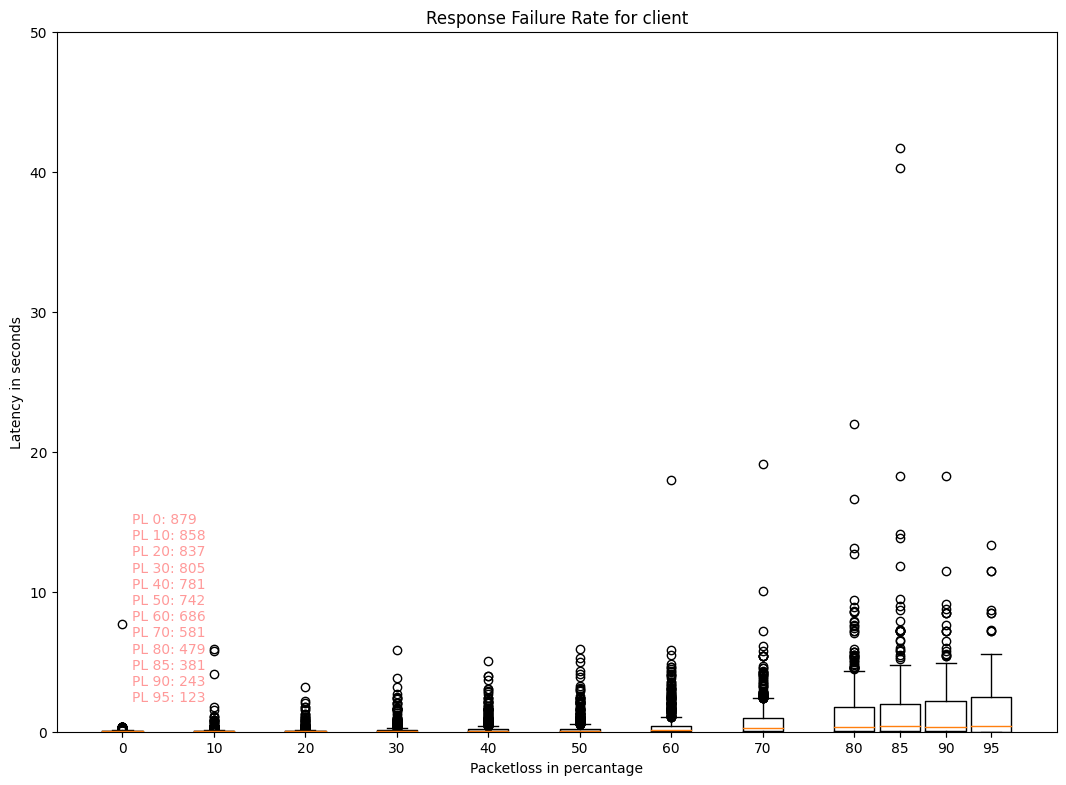 Response Failure Rate for client
50
40
30
20
10
0
Latency in seconds
PL 0: 879
PL 10: 858
PL 20: 837
PL 30: 805
PL 40: 781
PL 50: 742
PL 60: 686
PL 70: 581
PL 80: 479
PL 85: 381
PL 90: 243
PL 95: 123
0 10 20 30 40 50 60 70 80 85 90 95
Packetloss in percantage